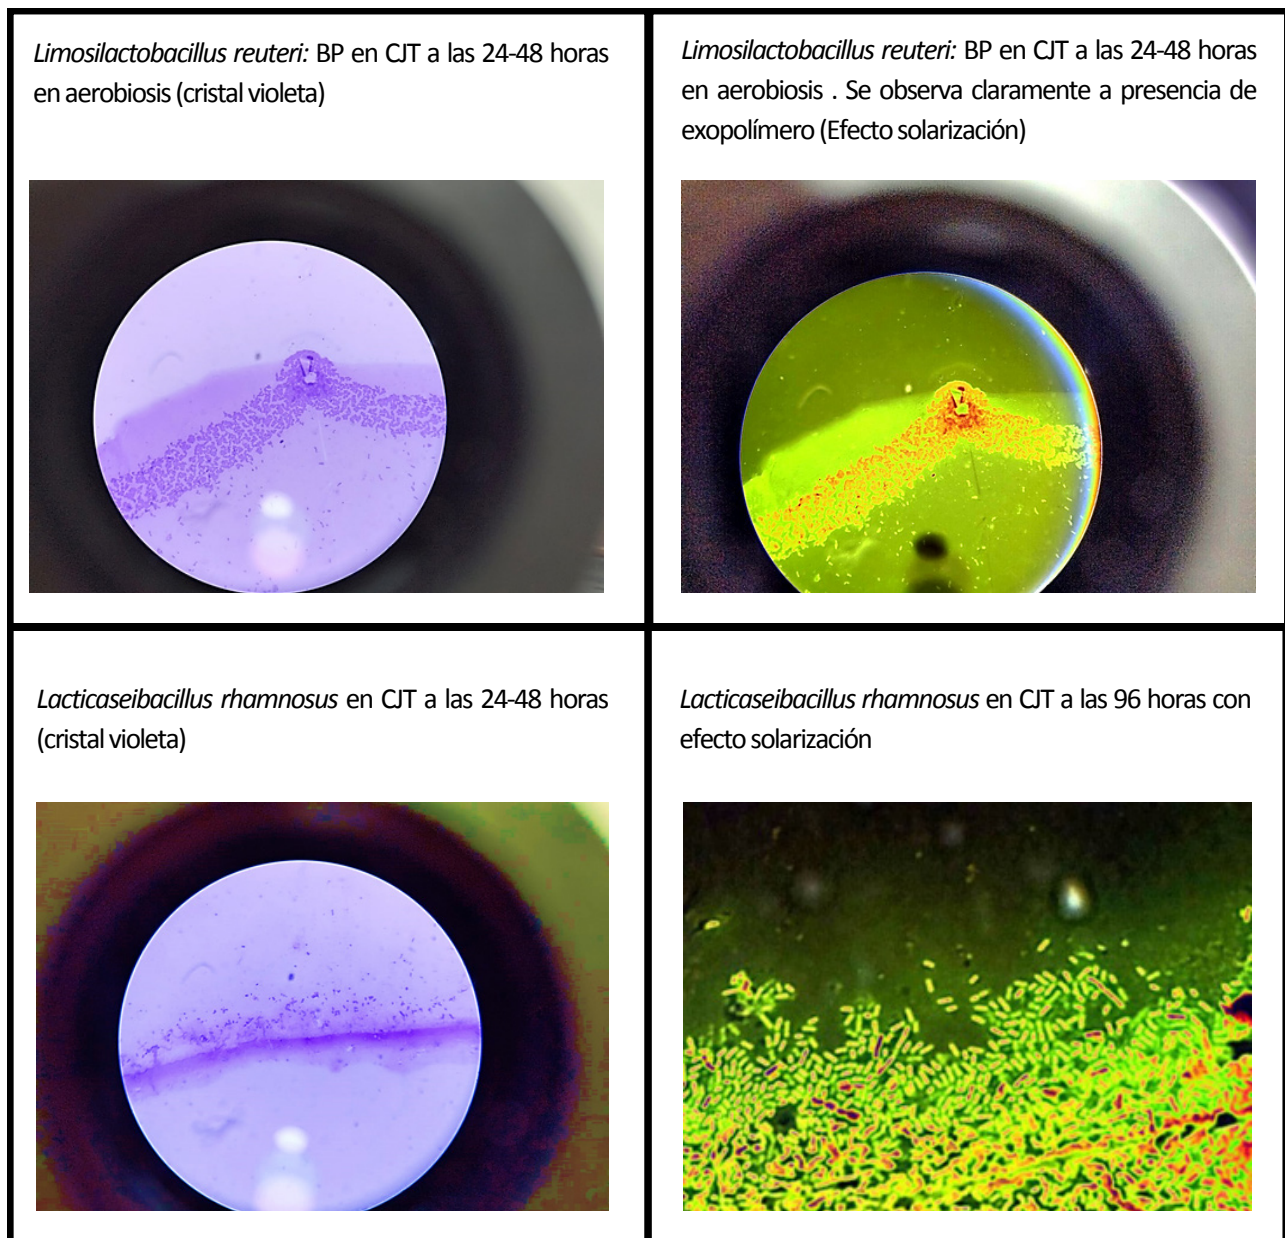 Limosilactobacillus reuteri: BP en CJT a las 24-48 horas
en aerobiosis (cristal violeta)
Limosilactobacillus reuteri: BP en CJT a las 24-48 horas
en aerobiosis . Se observa claramente a presencia de
exopolímero (Efecto solarización)
Lacticaseibacillus rhamnosus en CJT a las 24-48 horas
(cristal violeta)
Lacticaseibacillus rhamnosus en CJT a las 96 horas con
efecto solarización